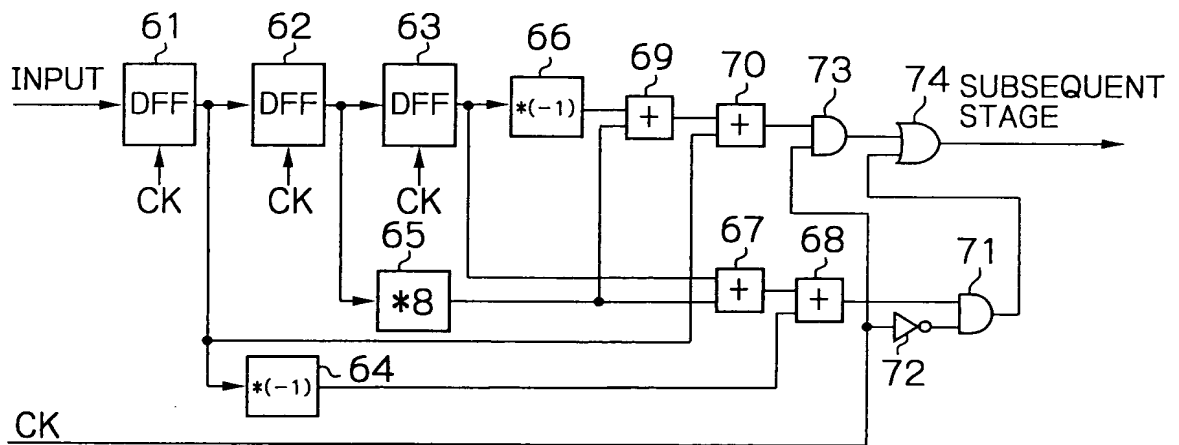 61
62
63
66
69
70
73
74
INPUT
DFF
DFF
DFF
*(-1)
+
+
SUBSEQUENT
STAGE
CK
CK
CK
65
67
68
71
*8
+
+
64
*(-1)
72
CK